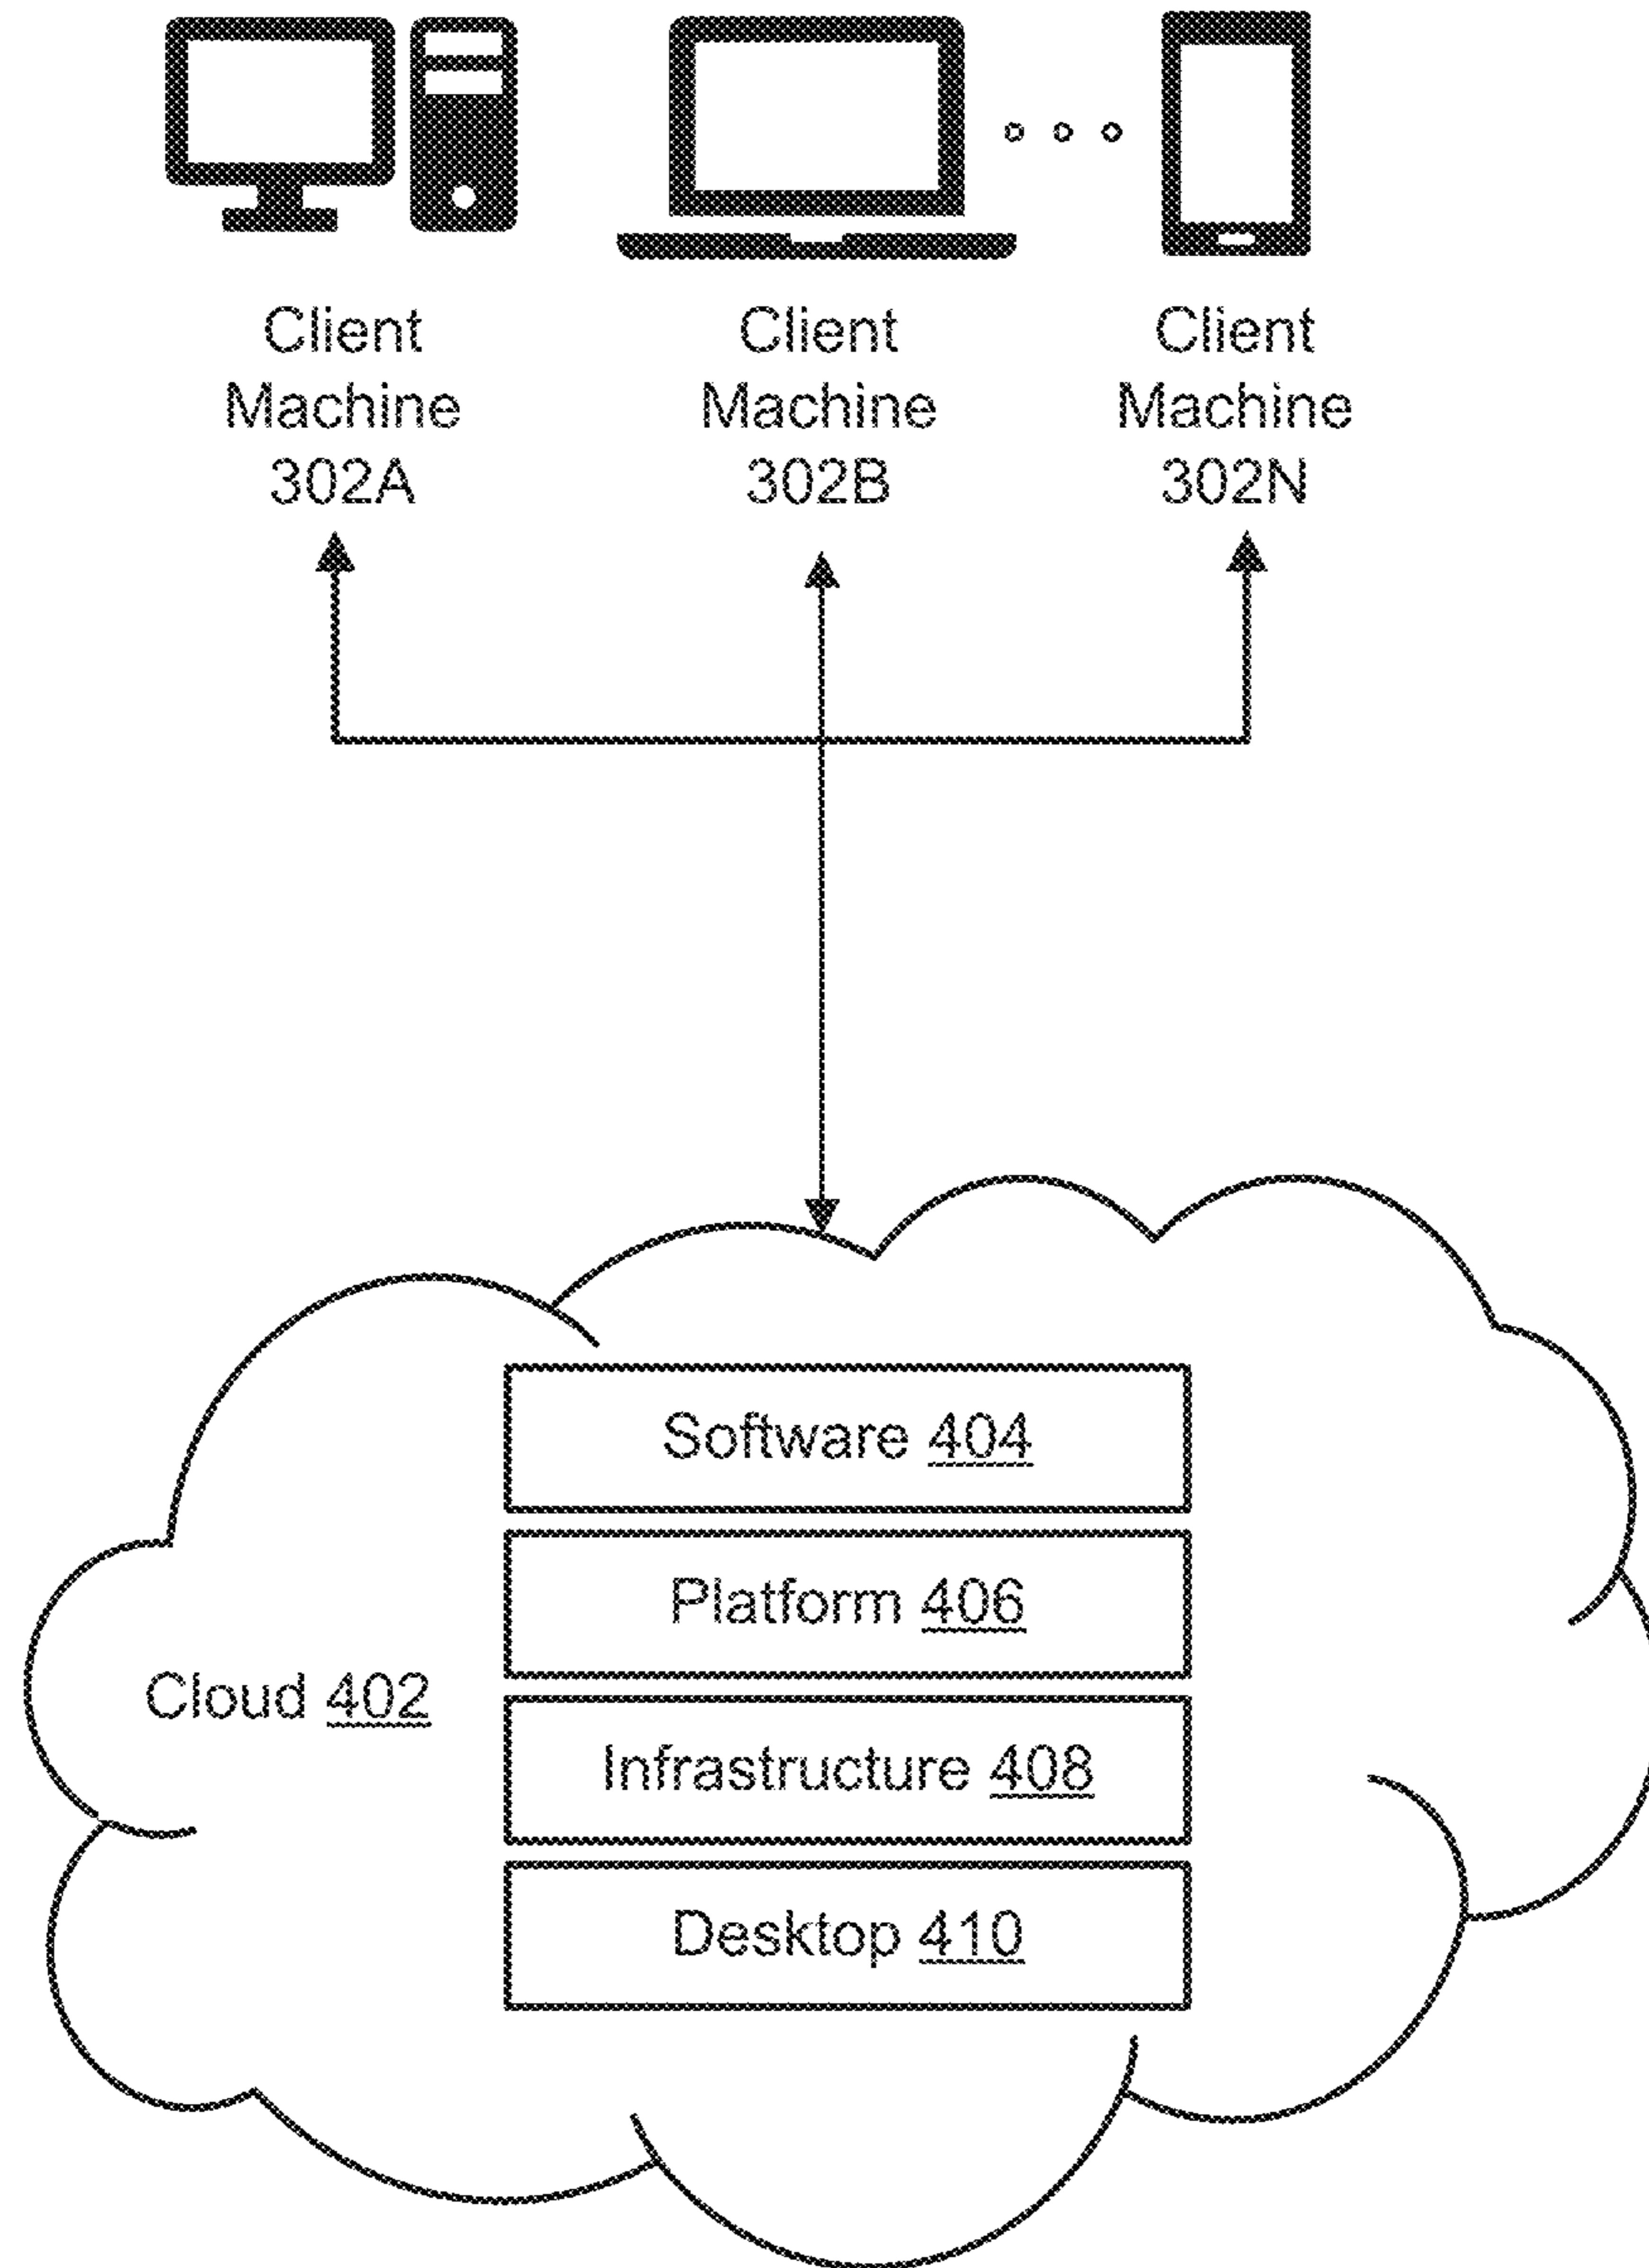 Client
Machine
302A
Client
Machine
302B
Client
Machine
302N
Software 404
Platform 406
Cloud 402
Infrastructure 408
Desktop 410